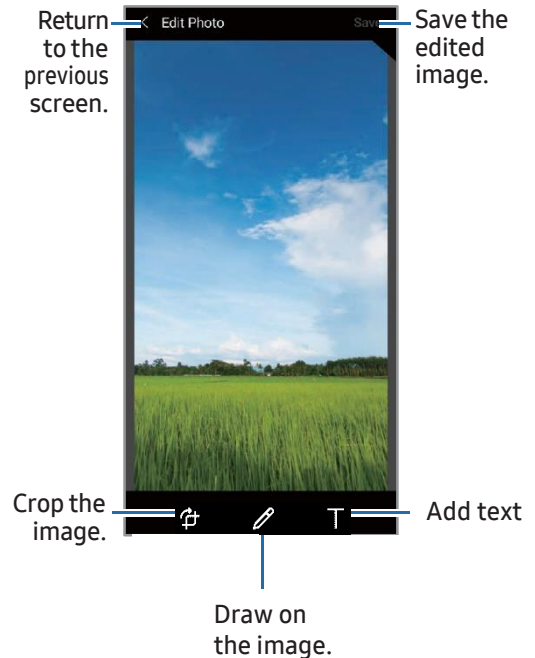 Return
to the
previous
screen.
Edit Photo
Save
Save the
edited
image.
Crop the
image.
T
Add text
Draw on
the image.